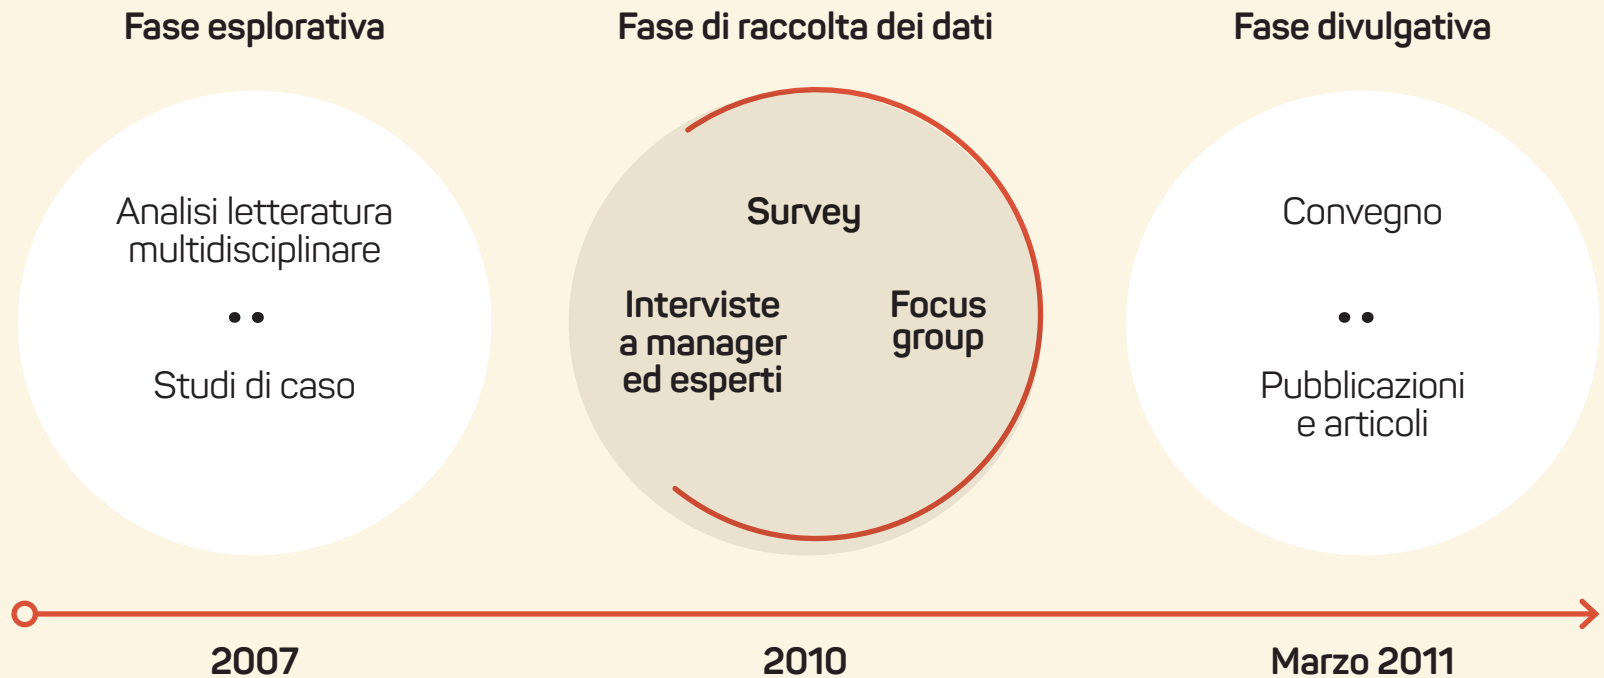 Fase esplorativa
Fase di raccolta dei dati
Fase divulgativa
Analisi letteratura
multidisciplinare
Studi di caso
Survey
Interviste
a manager
ed esperti
Focus
group
Convegno
Pubblicazioni
e articoli
2007
2010
Marzo 2011